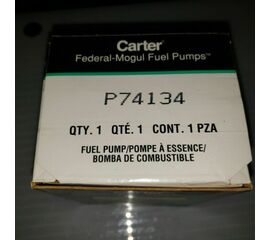 Carter
Federal-Mogul Fuel Pumps™
P74134
QTY. 1 QTÉ. 1 CONT. 1 PZA
FUEL PUMP/POMPE À ESSENCE/
BOMBA DE COMBUSTIBLE